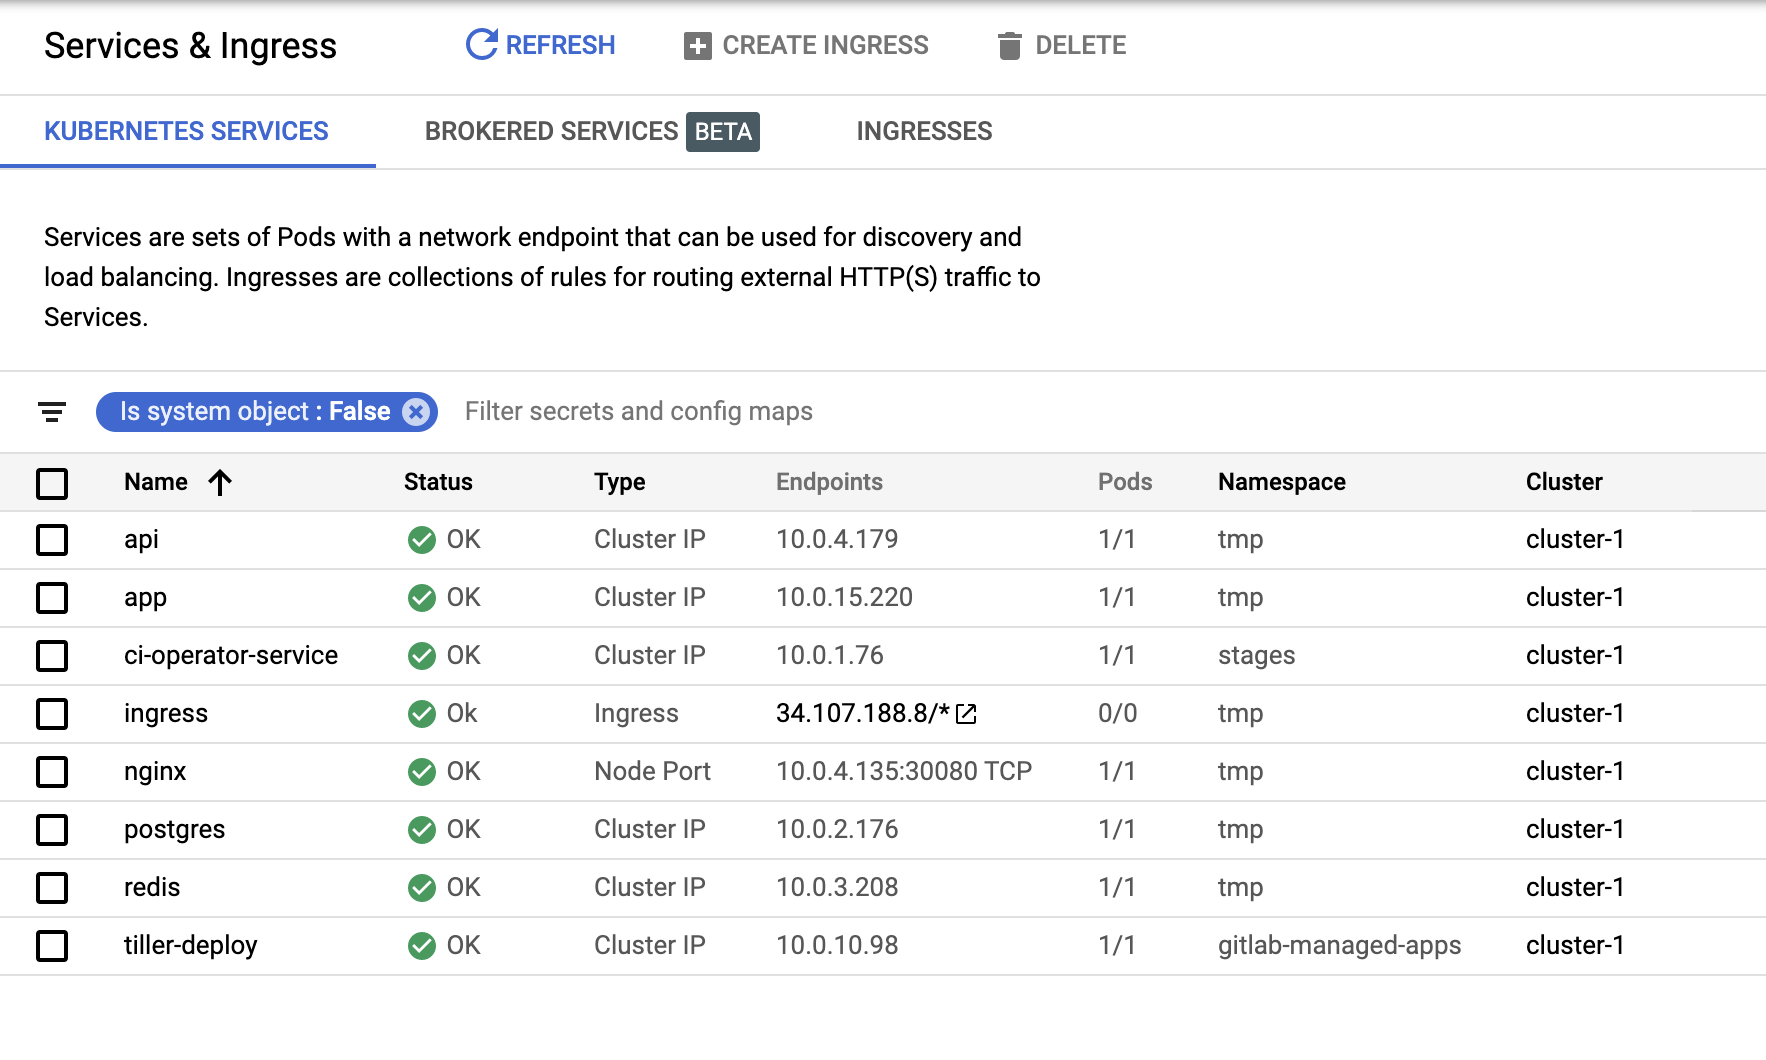 Services & Ingress REFRESH CREATE INGRESS DELETE
KUBERNETES SERVICES BROKERED SERVICES BETA INGRESSES
Services are sets of Pods with a network endpoint that can be used for discovery and
load balancing. Ingresses are collections of rules for routing external HTTP(S) traffic to
Services.
Is system object : False Filter secrets and config maps
Name Status Type Endpoints Pods Namespace Cluster
api OK Cluster IP 10.0.4.179 1/1 tmp cluster-1
app OK Cluster IP 10.0.15.220 1/1 tmp cluster-1
ci-operator-service OK Cluster IP 10.0.1.76 1/1 stages cluster-1
ingress Ok Ingress 34.107.188.8/* 0/0 tmp cluster-1
nginx OK Node Port 10.0.4.135:30080 TCP 1/1 tmp cluster-1
postgres OK Cluster IP 10.0.2.176 1/1 tmp cluster-1
redis OK Cluster IP 10.0.3.208 1/1 tmp cluster-1
tiller-deploy OK Cluster IP 10.0.10.98 1/1 gitlab-managed-apps cluster-1